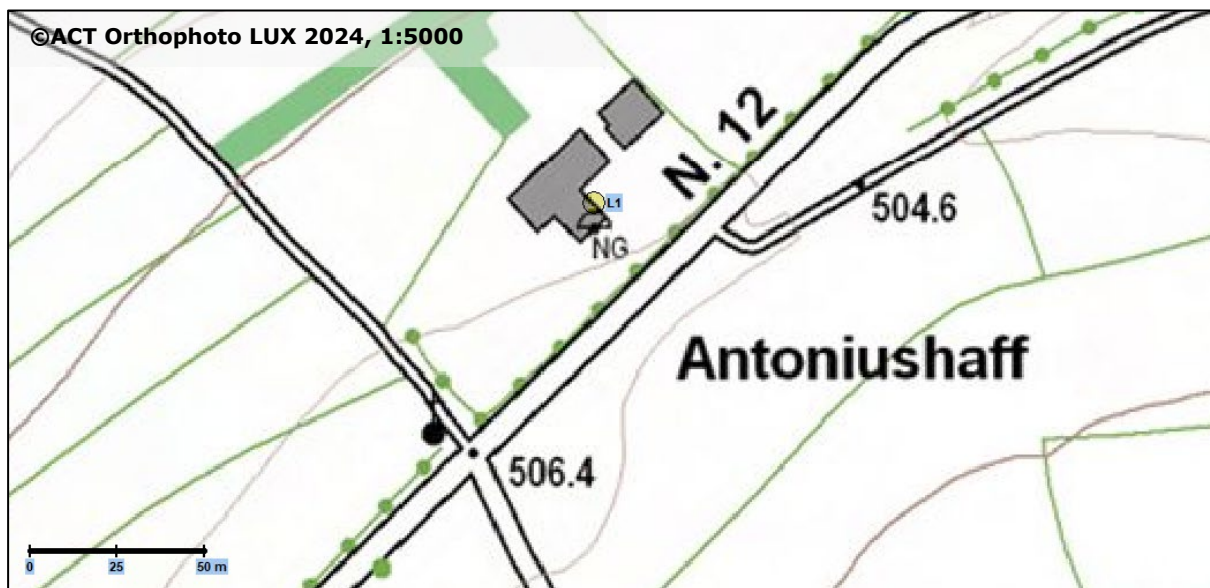 ©ACT Orthophoto LUX 2024, 1:5000
N. 12
L1
504.6
NG
Antoniushaff
506.4
0 25 50 m